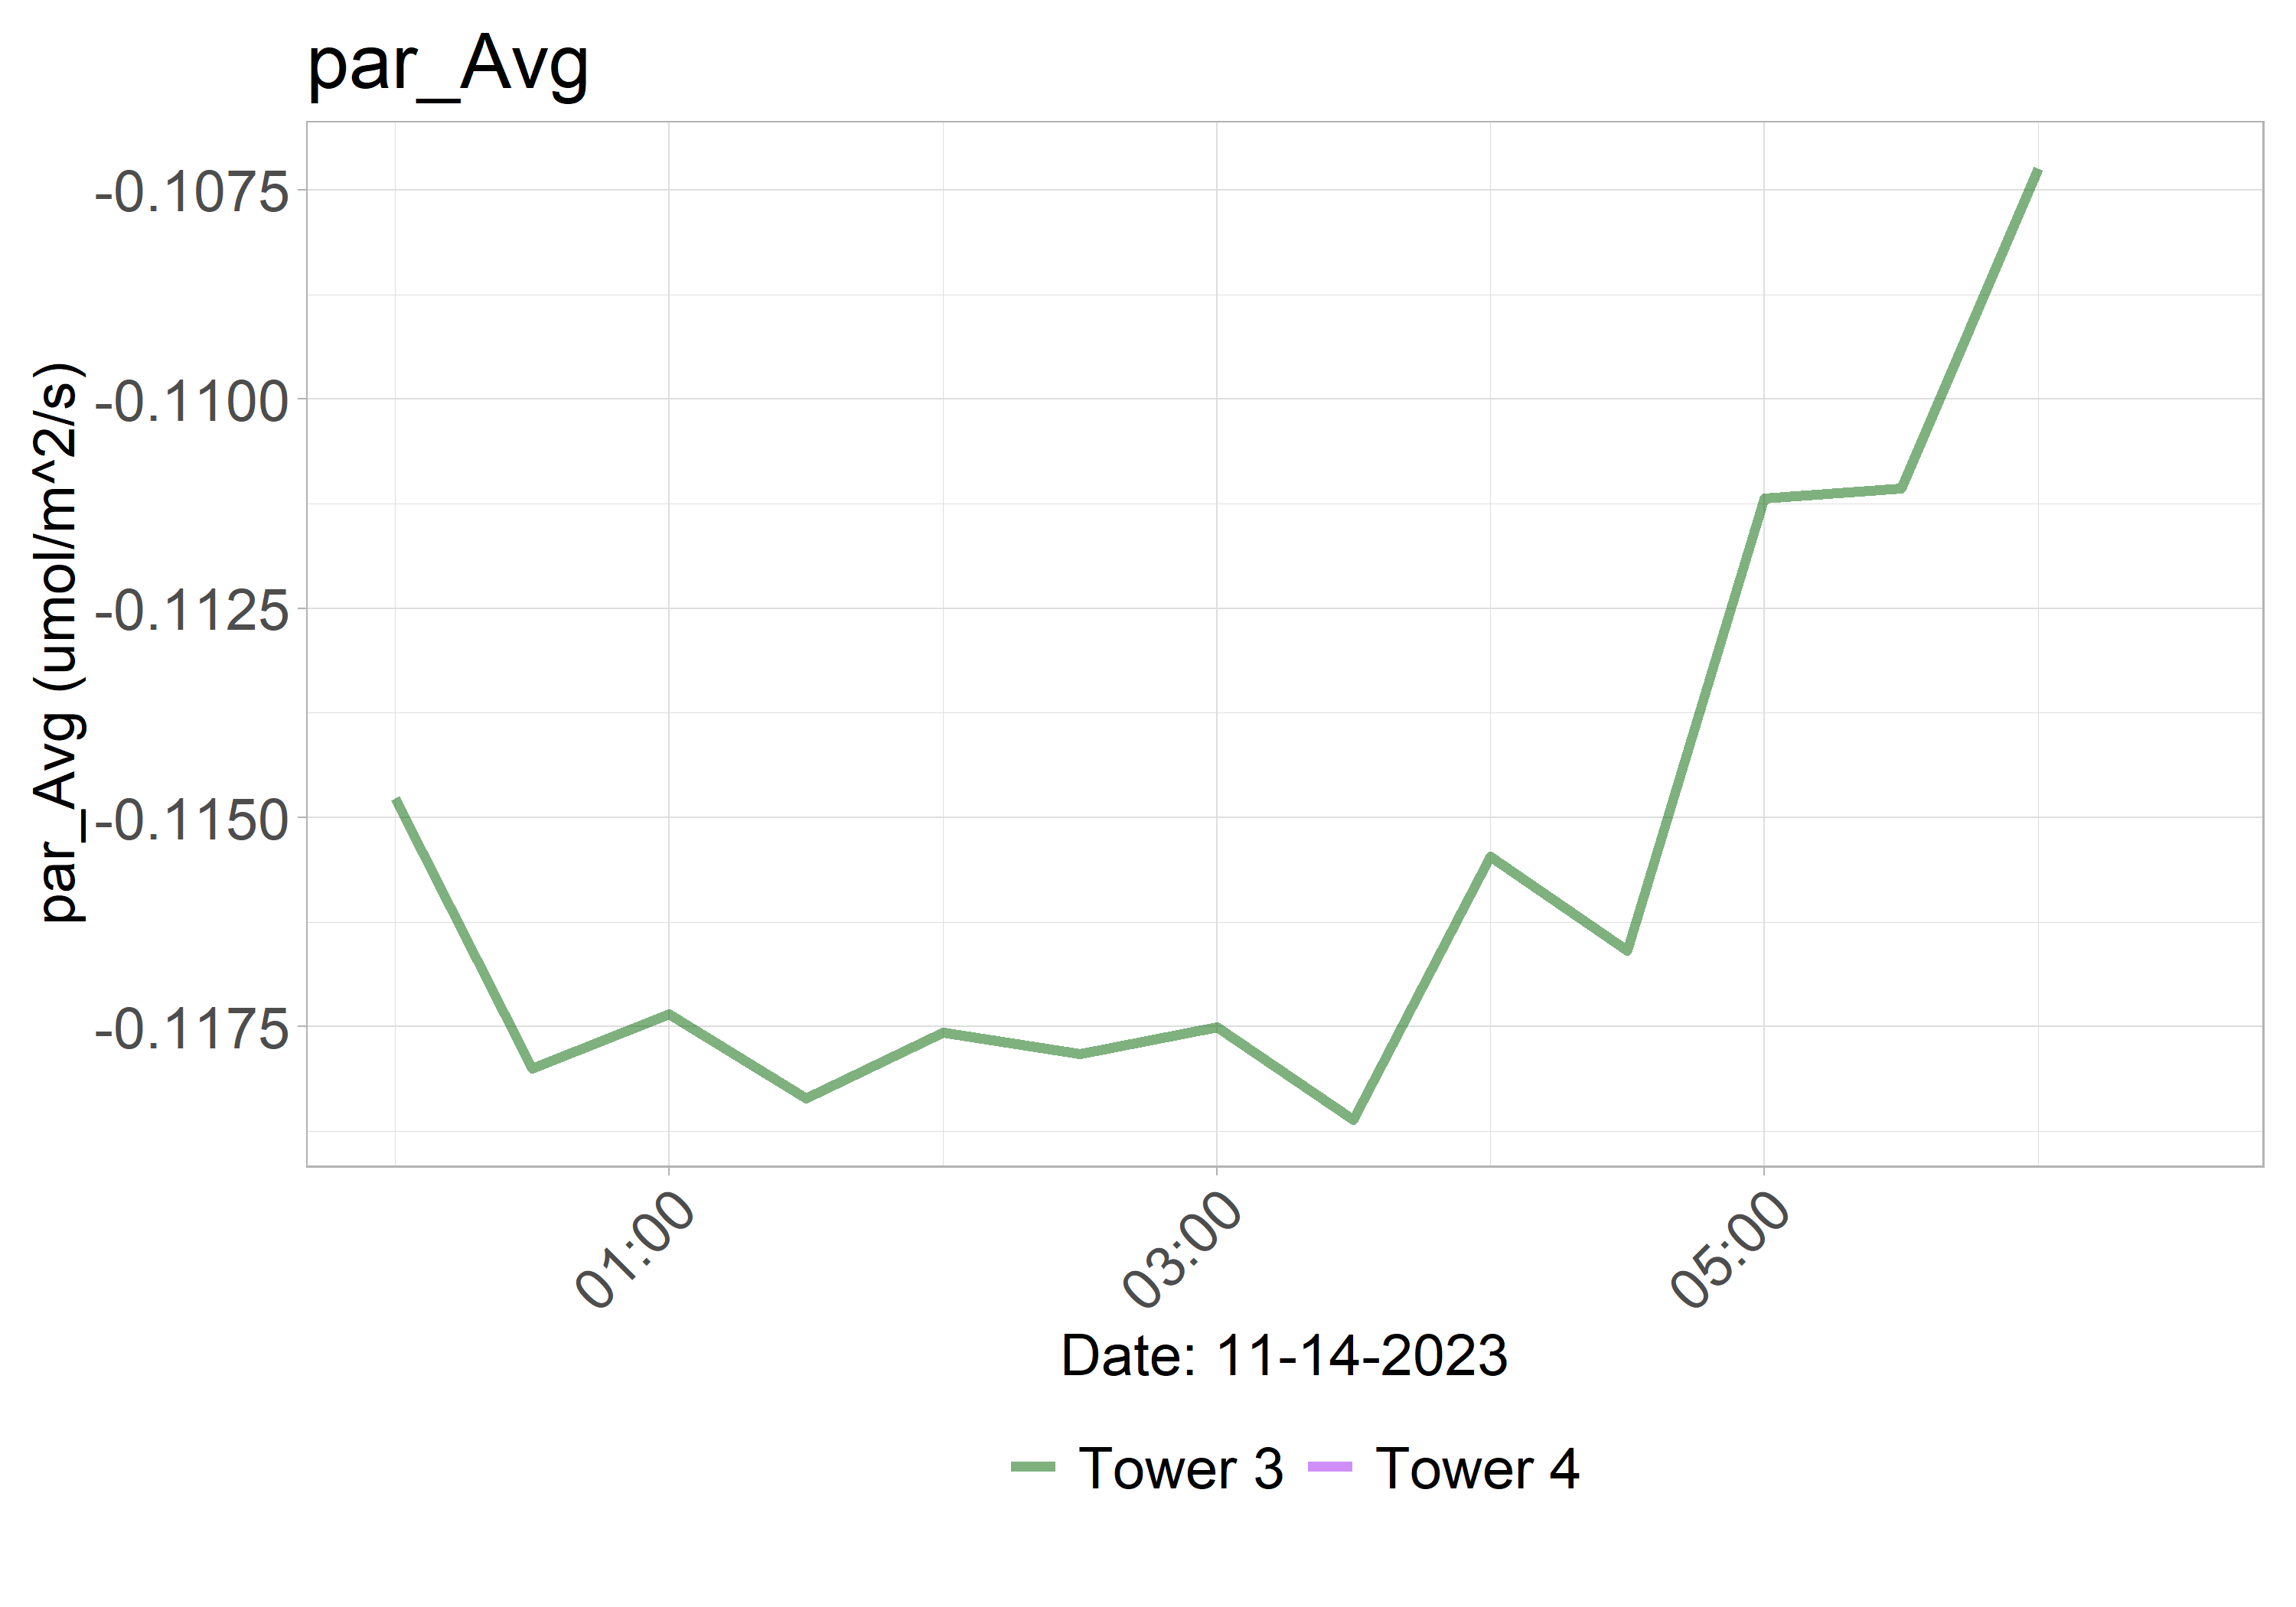 par_Avg
par_Avg (umol/m^2/s)
-0.1075
-0.1100
-0.1125
-0.1150
-0.1175
01:00
03:00
05:00
Date: 11-14-2023
Tower 3
Tower 4